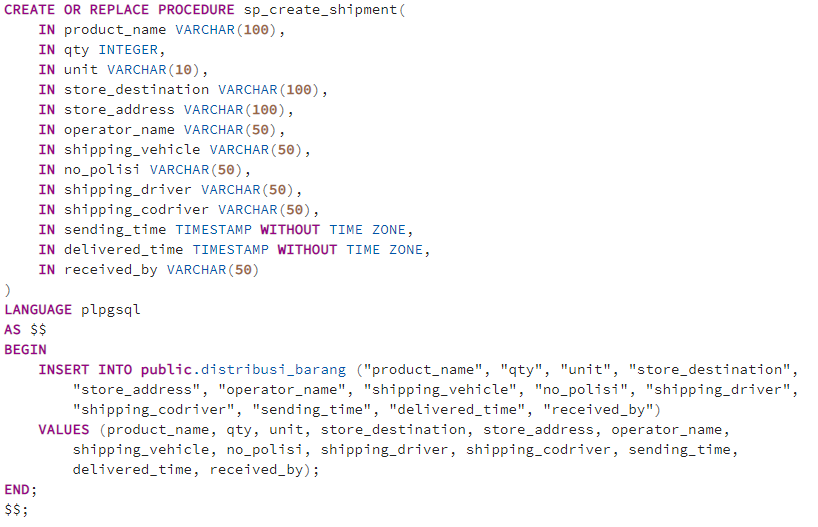 CREATE OR REPLACE PROCEDURE sp_create_shipment(
    IN product_name VARCHAR(100),
    IN qty INTEGER,
    IN unit VARCHAR(10),
    IN store_destination VARCHAR(100),
    IN store_address VARCHAR(100),
    IN operator_name VARCHAR(50),
    IN shipping_vehicle VARCHAR(50),
    IN no_polisi VARCHAR(50),
    IN shipping_driver VARCHAR(50),
    IN shipping_codriver VARCHAR(50),
    IN sending_time TIMESTAMP WITHOUT TIME ZONE,
    IN delivered_time TIMESTAMP WITHOUT TIME ZONE,
    IN received_by VARCHAR(50)
)
LANGUAGE plpgsql
AS $$
BEGIN
    INSERT INTO public.distribusi_barang ("product_name", "qty", "unit", "store_destination",
        "store_address", "operator_name", "shipping_vehicle", "no_polisi", "shipping_driver",
        "shipping_codriver", "sending_time", "delivered_time", "received_by")
    VALUES (product_name, qty, unit, store_destination, store_address, operator_name,
        shipping_vehicle, no_polisi, shipping_driver, shipping_codriver, sending_time,
        delivered_time, received_by);
END;
$$;